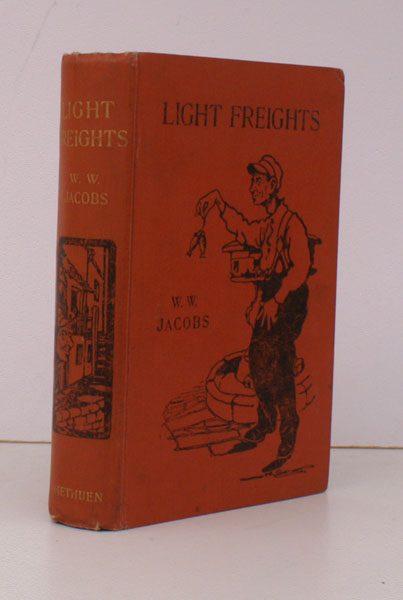 LIGHT
FREIGHTS
W. W.
JACOBS
METHUEN
LIGHT FREIGHTS
W. W.
JACOBS